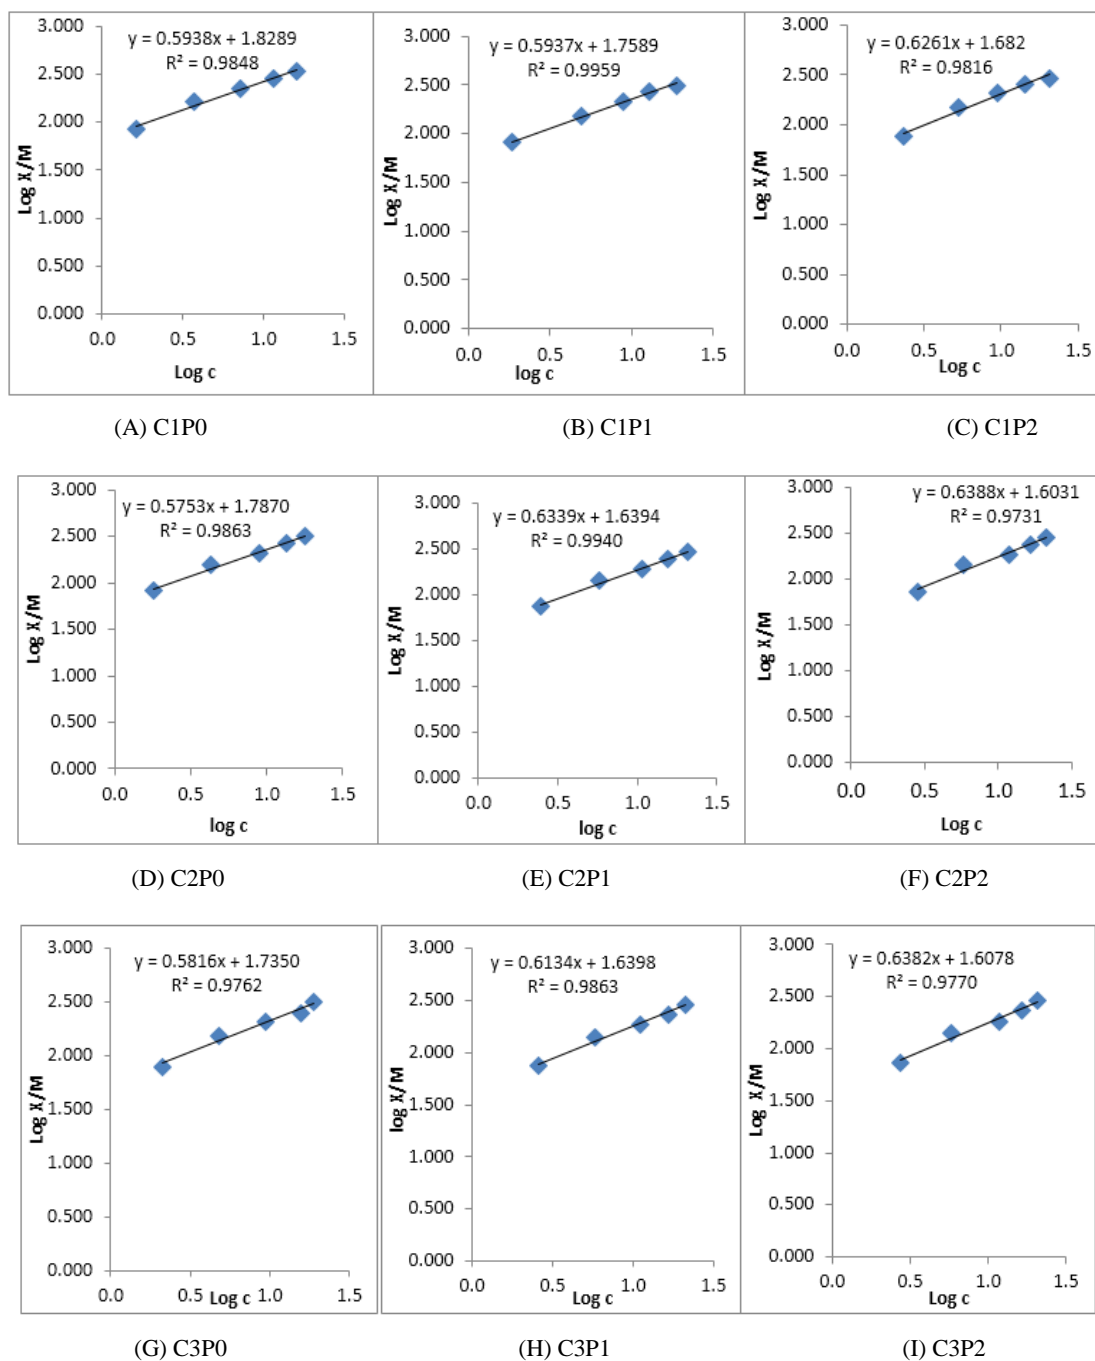 y = 0.5938x + 1.8289
R² = 0.9848
Log X/M
3.000
2.500
2.000
1.500
1.000
0.500
0.000
0.0 0.5 1.0 1.5
Log c
(A) C1P0
y = 0.5937x + 1.7589
R² = 0.9959
Log X/M
3.000
2.500
2.000
1.500
1.000
0.500
0.000
0.0 0.5 1.0 1.5
log c
(B) C1P1
y = 0.6261x + 1.682
R² = 0.9816
Log X/M
3.000
2.500
2.000
1.500
1.000
0.500
0.000
0.0 0.5 1.0 1.5
Log c
(C) C1P2
y = 0.5753x + 1.7870
R² = 0.9863
Log X/M
3.000
2.500
2.000
1.500
1.000
0.500
0.000
0.0 0.5 1.0 1.5
log c
(D) C2P0
y = 0.6339x + 1.6394
R² = 0.9940
Log X/M
3.000
2.500
2.000
1.500
1.000
0.500
0.000
0.0 0.5 1.0 1.5
log c
(E) C2P1
y = 0.6388x + 1.6031
R² = 0.9731
Log X/M
3.000
2.500
2.000
1.500
1.000
0.500
0.000
0.0 0.5 1.0 1.5
Log c
(F) C2P2
y = 0.5816x + 1.7350
R² = 0.9762
Log X/M
3.000
2.500
2.000
1.500
1.000
0.500
0.000
0.0 0.5 1.0 1.5
Log c
(G) C3P0
y = 0.6134x + 1.6398
R² = 0.9863
log X/M
3.000
2.500
2.000
1.500
1.000
0.500
0.000
0.0 0.5 1.0 1.5
Log c
(H) C3P1
y = 0.6382x + 1.6078
R² = 0.9770
Log X/M
3.000
2.500
2.000
1.500
1.000
0.500
0.000
0.0 0.5 1.0 1.5
Log c
(I) C3P2